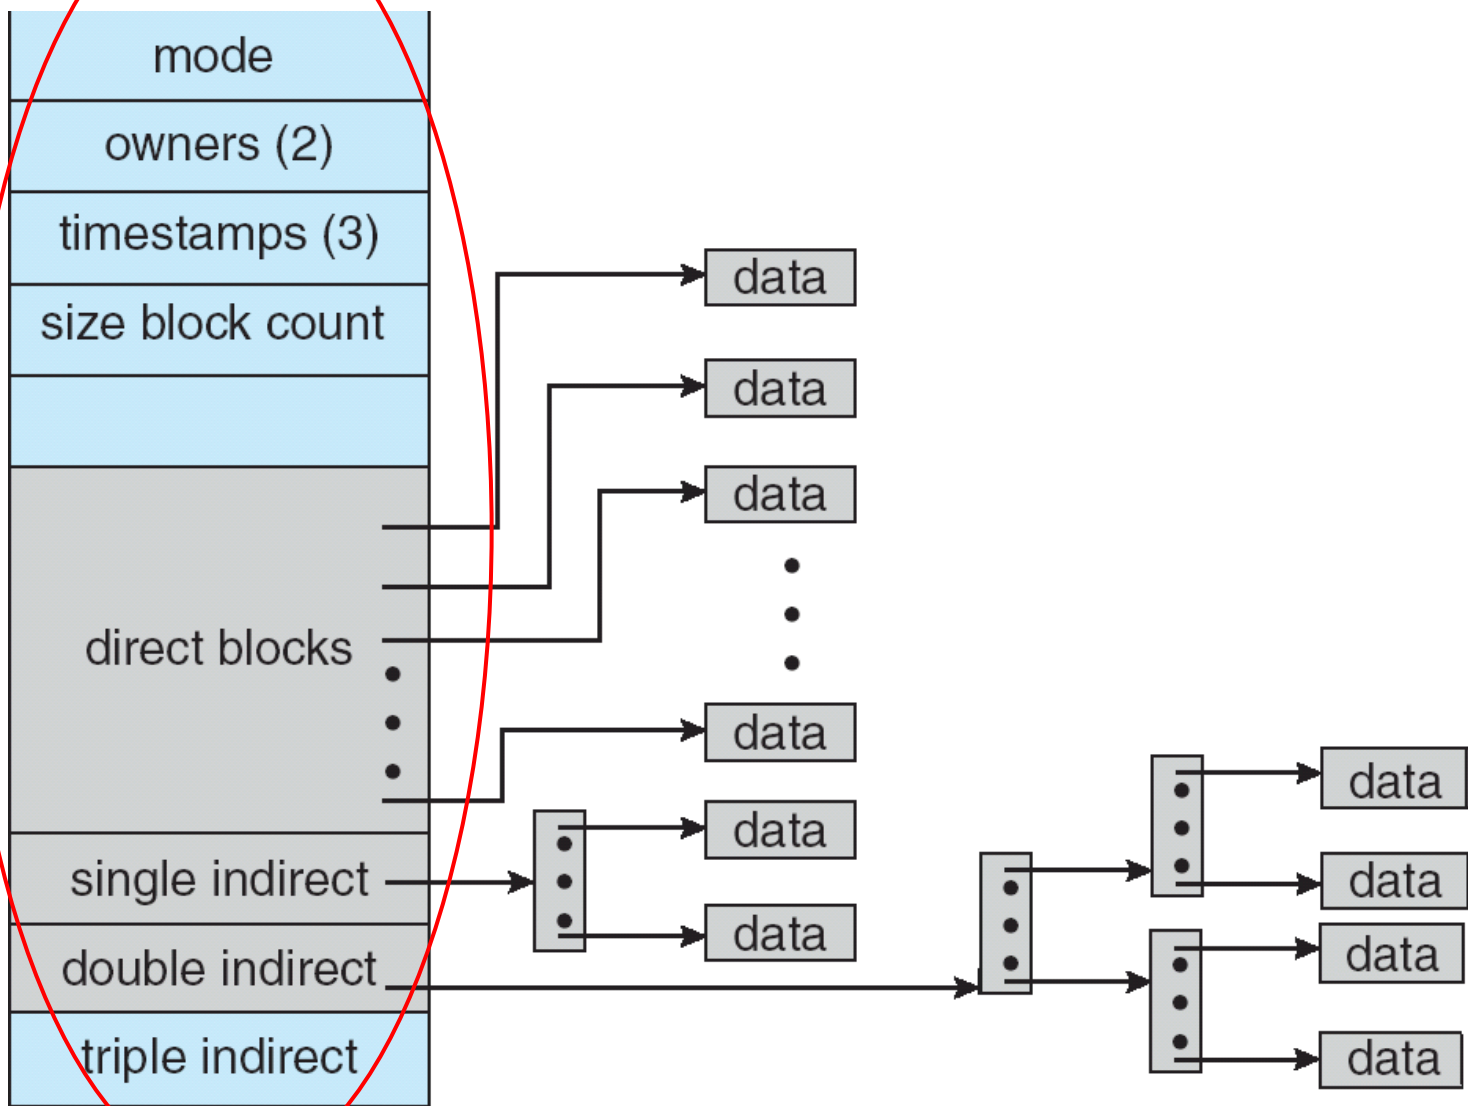 mode
owners (2)
timestamps (3)
size block count
data
data
data
direct blocks
data
data
data
single indirect
data
data
data
double indirect
data
triple indirect